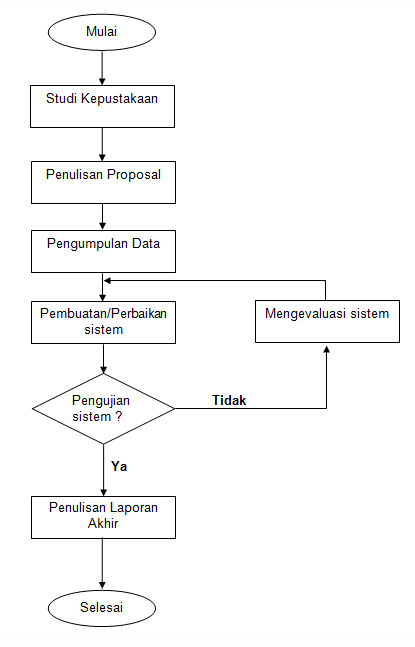 Mulai
Studi Kepustakaan
Penulisan Proposal
Pengumpulan Data
Pembuatan/Perbaikan
sistem
Mengevaluasi sistem
Pengujian
sistem ?
Tidak
Ya
Penulisan Laporan
Akhir
Selesai